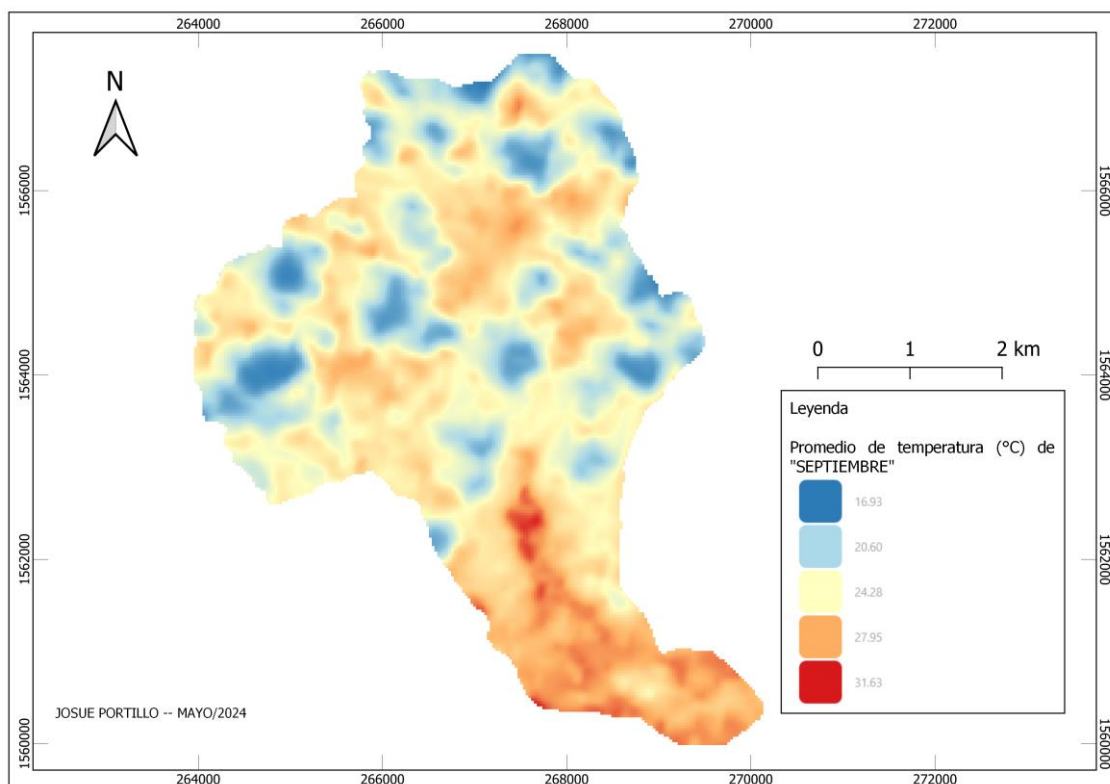 264000 266000 268000 270000 272000
N
1566000 1566000
0 1 2 km
1564000 1564000
Leyenda
Promedio de temperatura (°C) de
"SEPTIEMBRE"
16.93
20.60
24.28
27.95
31.63
1562000 1562000
JOSUE PORTILLO -- MAYO/2024
1560000 1560000
264000 266000 268000 270000 272000